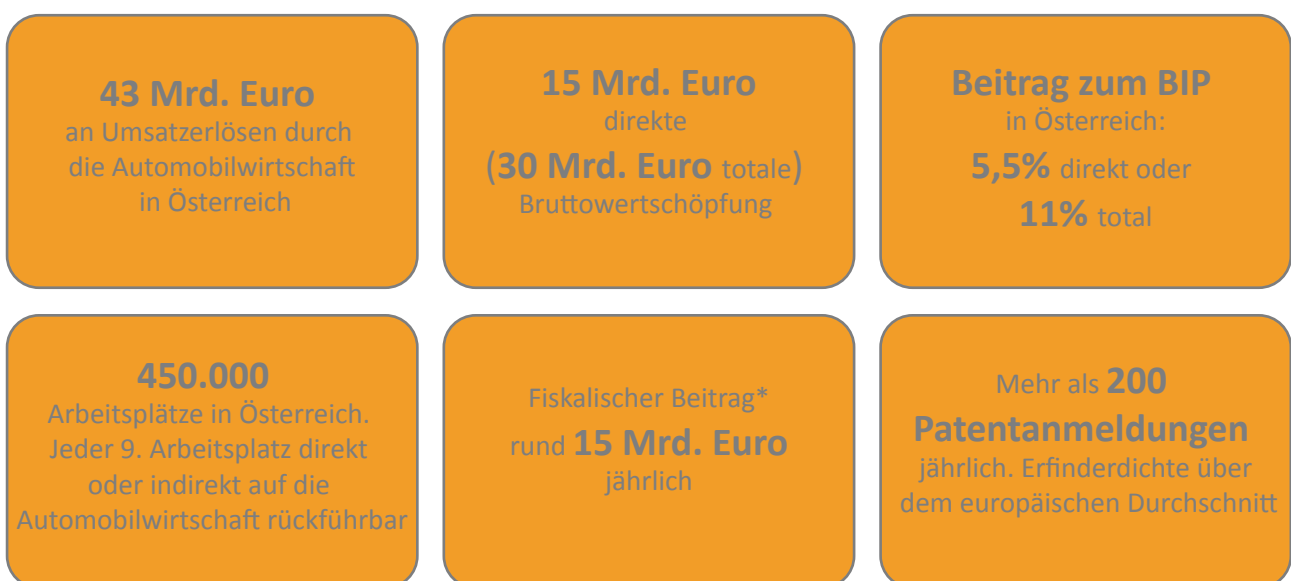 43 Mrd. Euro
an Umsatzerlösen durch
die Automobilwirtschaft
in Österreich
15 Mrd. Euro
direkte
(30 Mrd. Euro totale)
Bruttowertschöpfung
Beitrag zum BIP
in Österreich:
5,5% direkt oder
11% total
450.000
Arbeitsplätze in Österreich.
Jeder 9. Arbeitsplatz direkt
oder indirekt auf die
Automobilwirtschaft rückführbar
Fiskalischer Beitrag*
rund 15 Mrd. Euro
jährlich
Mehr als 200
Patentanmeldungen
jährlich. Erfinderdichte über
dem europäischen Durchschnitt